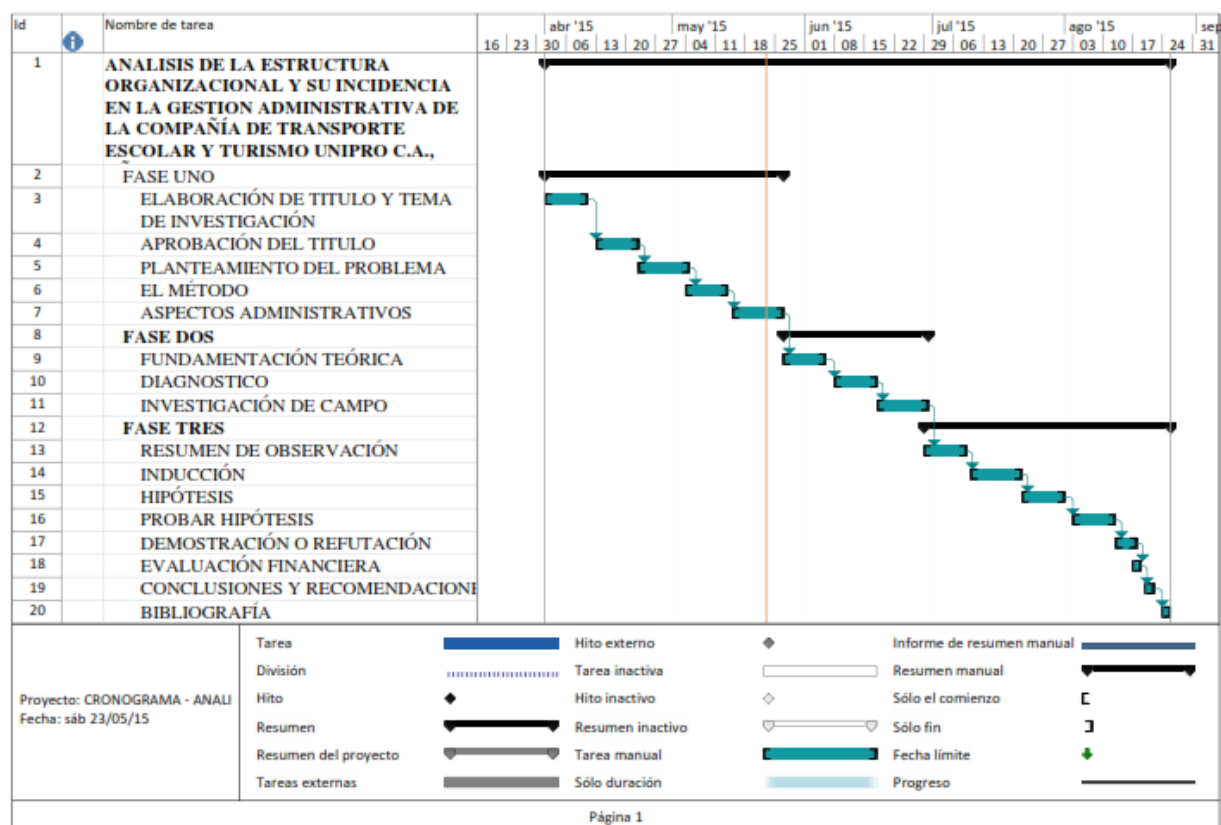 Id Nombre de tarea abr '15 may '15 jun '15 jul '15 ago '15 sep
16 23 30 06 13 20 27 04 11 18 25 01 08 15 22 29 06 13 20 27 03 10 17 24 31
1 ANALISIS DE LA ESTRUCTURA
ORGANIZACIONAL Y SU INCIDENCIA
EN LA GESTION ADMINISTRATIVA DE
LA COMPAÑÍA DE TRANSPORTE
ESCOLAR Y TURISMO UNIPRO C.A.,
2 FASE UNO
3 ELABORACIÓN DE TITULO Y TEMA
DE INVESTIGACIÓN
4 APROBACIÓN DEL TITULO
5 PLANTEAMIENTO DEL PROBLEMA
6 EL MÉTODO
7 ASPECTOS ADMINISTRATIVOS
8 FASE DOS
9 FUNDAMENTACIÓN TEÓRICA
10 DIAGNOSTICO
11 INVESTIGACIÓN DE CAMPO
12 FASE TRES
13 RESUMEN DE OBSERVACIÓN
14 INDUCCIÓN
15 HIPÓTESIS
16 PROBAR HIPÓTESIS
17 DEMOSTRACIÓN O REFUTACIÓN
18 EVALUACIÓN FINANCIERA
19 CONCLUSIONES Y RECOMENDACIONE
20 BIBLIOGRAFÍA
Proyecto: CRONOGRAMA - ANALI
Fecha: sáb 23/05/15
Tarea
División
Hito
Resumen
Resumen del proyecto
Tareas externas
Hito externo
Tarea inactiva
Hito inactivo
Resumen inactivo
Tarea manual
Sólo duración
Informe de resumen manual
Resumen manual
Sólo el comienzo
Sólo fin
Fecha límite
Progreso
Página 1